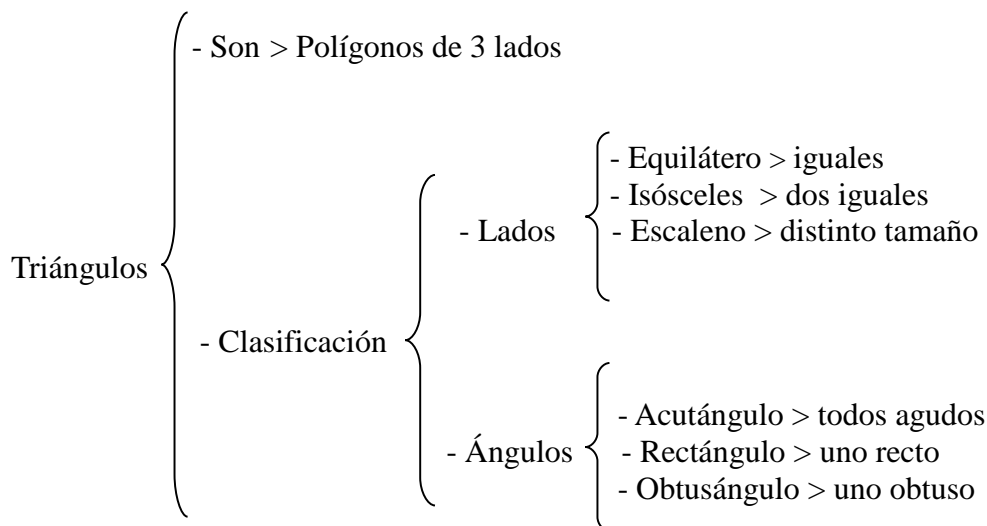 Triángulos
- Son > Polígonos de 3 lados
- Clasificación
- Lados
- Equilátero > iguales
- Isósceles  > dos iguales
- Escaleno > distinto tamaño
- Ángulos
- Acutángulo > todos agudos
- Rectángulo > uno recto
- Obtusángulo > uno obtuso